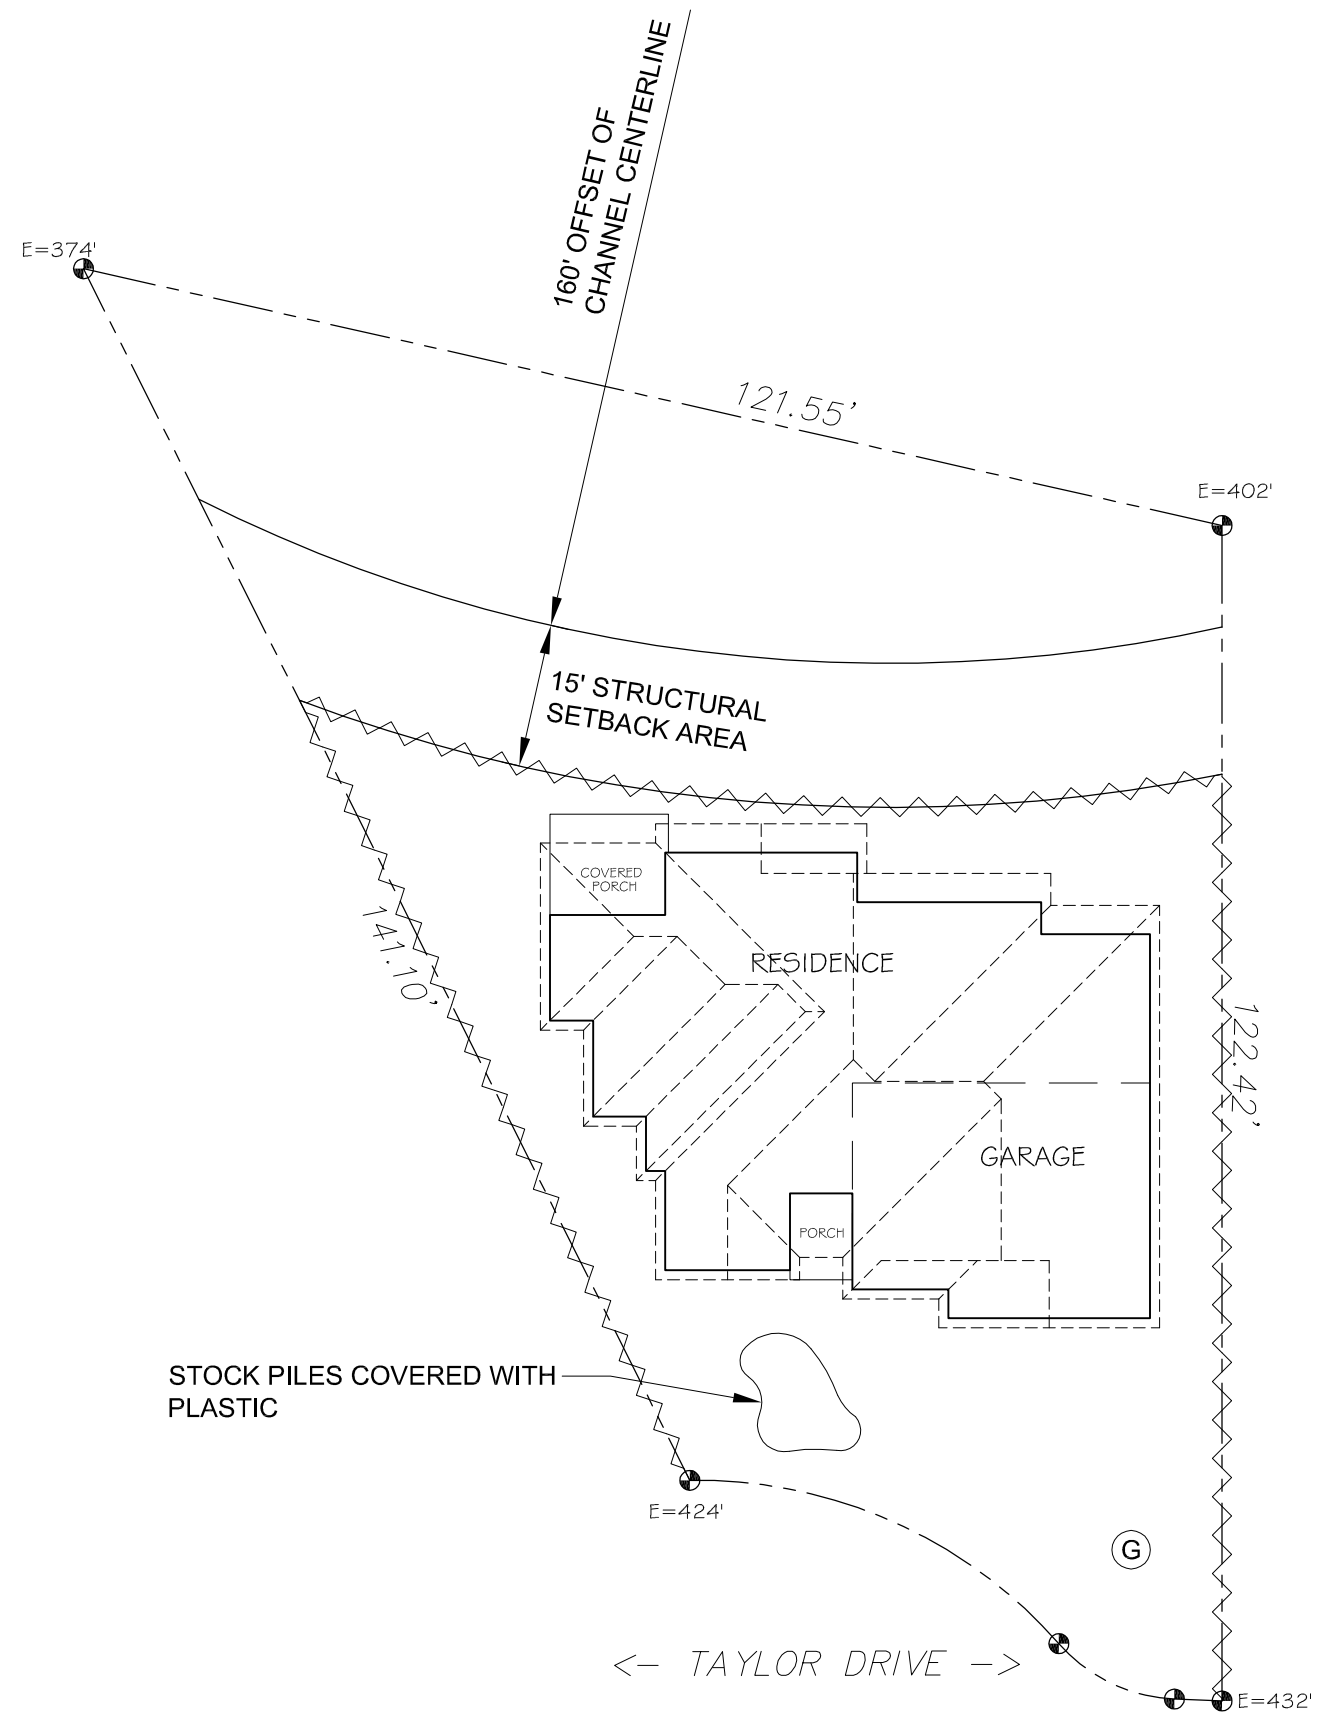 160' OFFSET OF
CHANNEL CENTERLINE
E=374'
121.55'
E=402'
15' STRUCTURAL
SETBACK AREA
COVERED
PORCH
141.10'
RESIDENCE
122.42'
GARAGE
PORCH
STOCK PILES COVERED WITH
PLASTIC
E=424'
G
<- TAYLOR DRIVE ->
E=432'